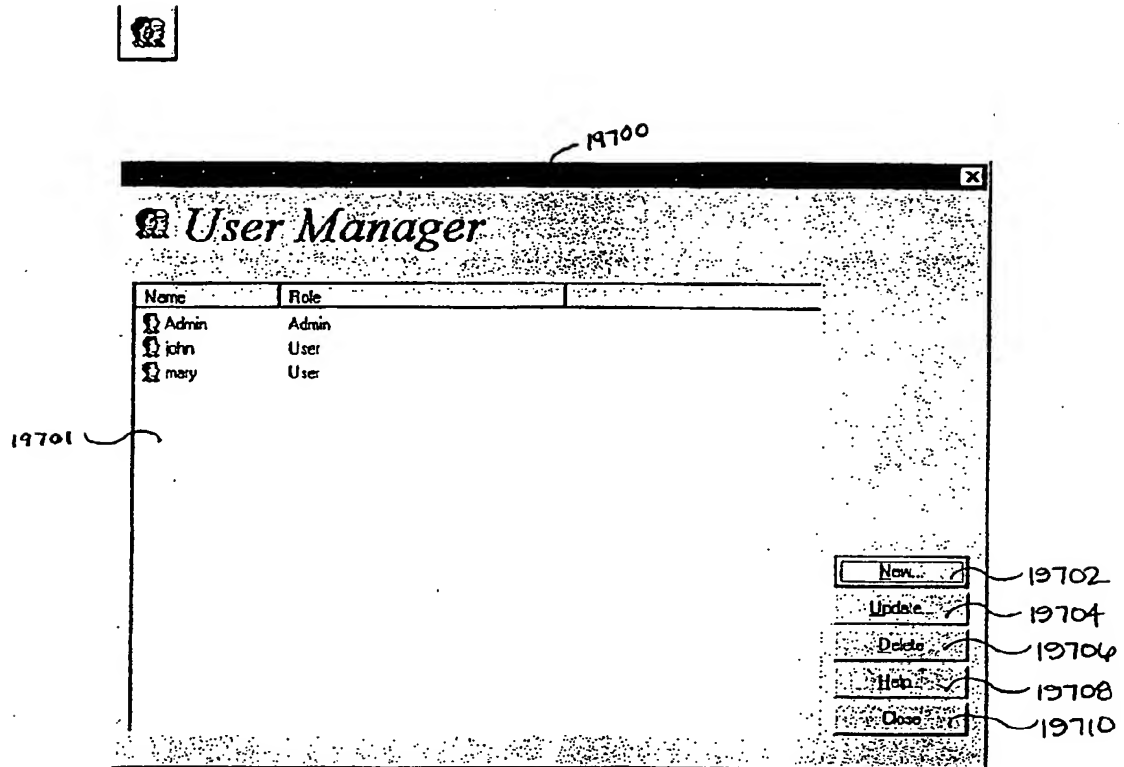 19700
User Manager
Name Role
Admin Admin
john User
mary User
19701
New... 19702
Update... 19704
Delete 19706
Help 19708
Close 19710